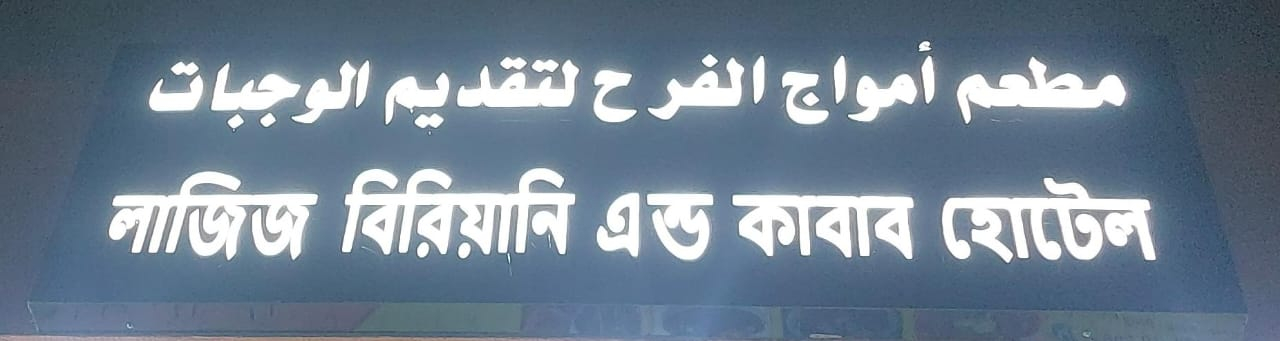 مطعم أمواج الفرح لتقديم الوجبات
লাজিজ বিরিয়ানি এন্ড কাবাব হোটেল